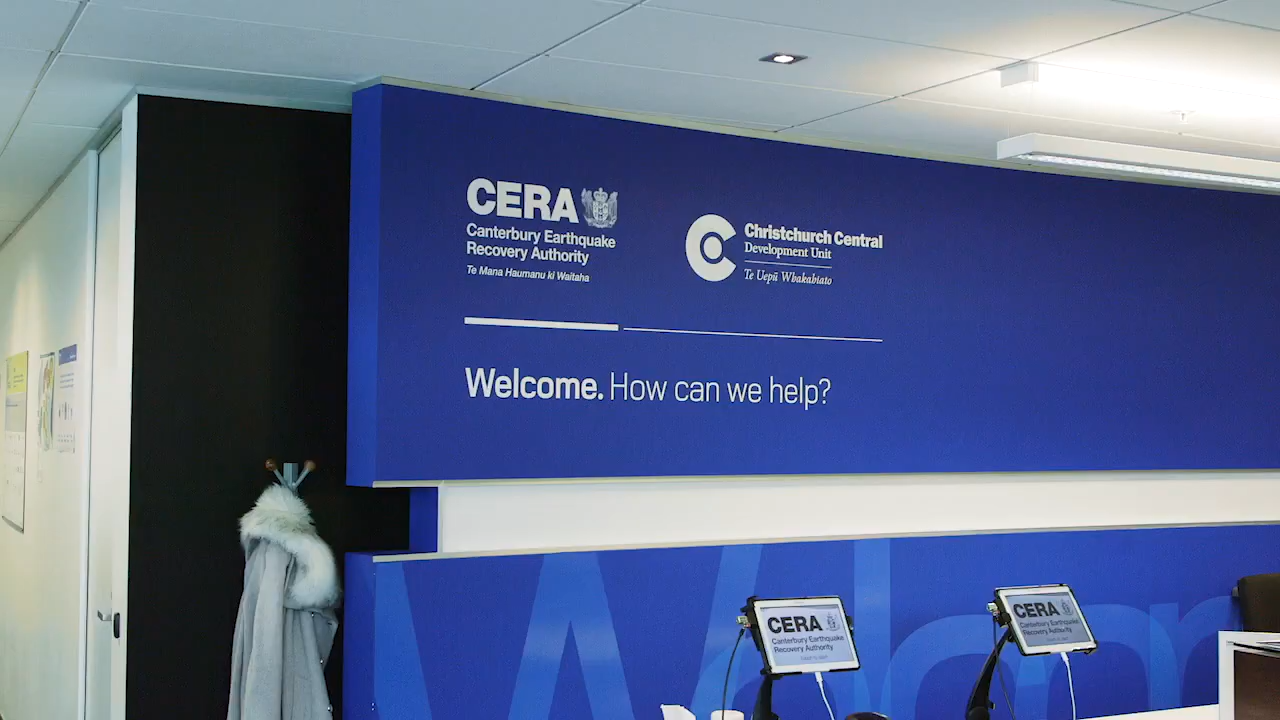 CERA
Canterbury Earthquake
Recovery Authority
Te Mana Haumanu ki Waitaha
Christchurch Central
Development Unit
Te Uepū Whakahiato
Welcome. How can we help?
CERA
Canterbury Earthquake
Recovery Authority
CERA
Canterbury Earthquake
Recovery Authority